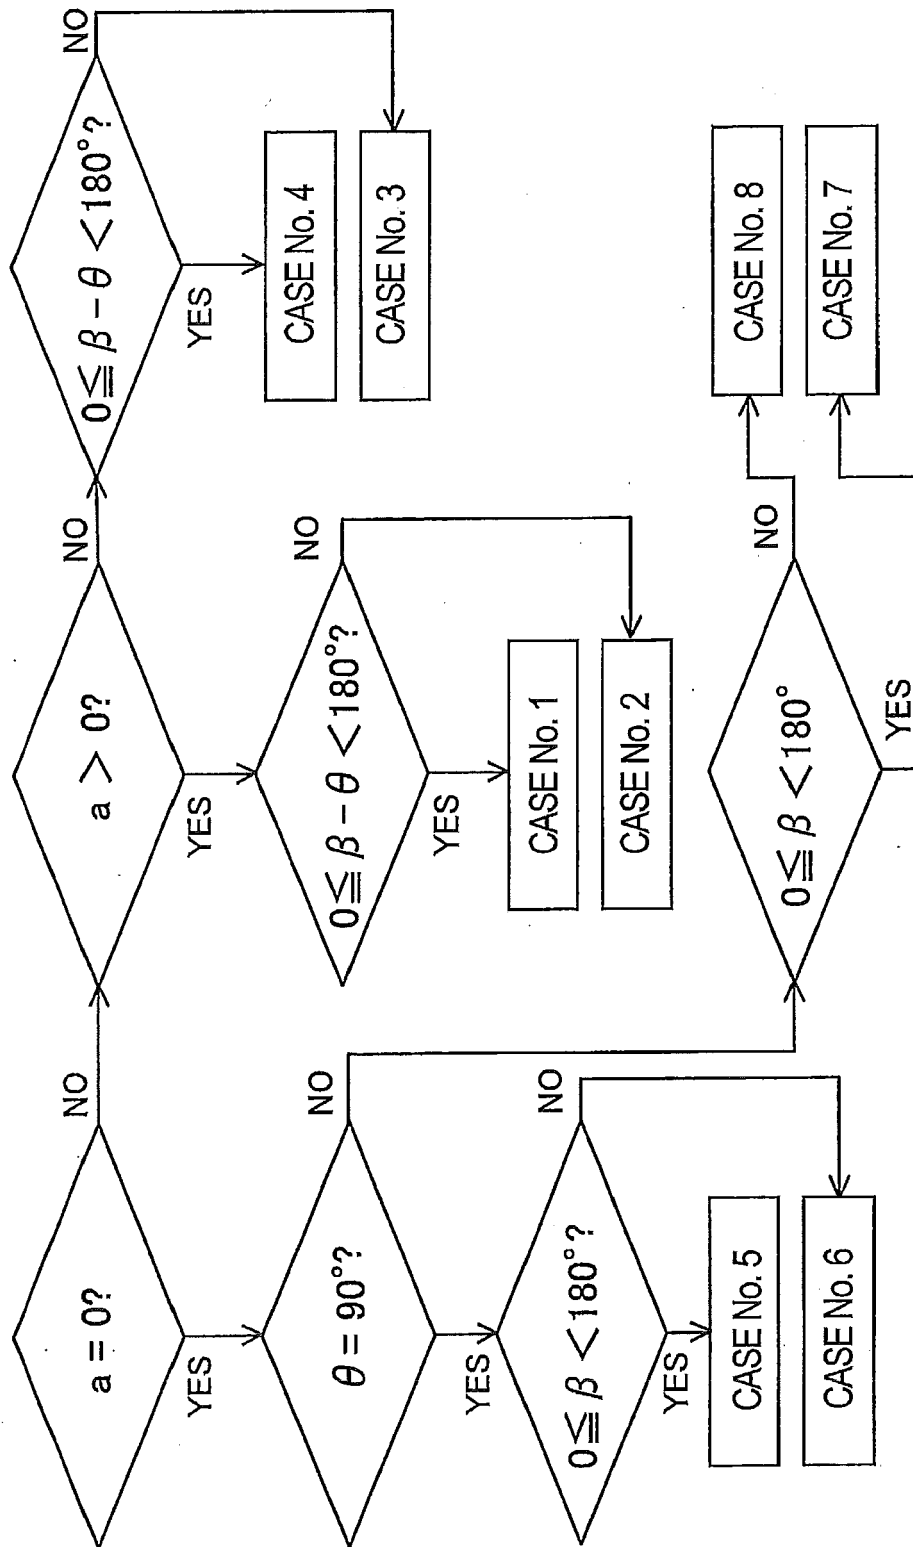 a = 0?
NO
YES
a > 0?
NO
YES
0 ≦ β - θ < 180°?
NO
YES
CASE No. 4
CASE No. 3
0 ≦ β - θ < 180°?
NO
YES
CASE No. 1
CASE No. 2
θ = 90°?
NO
YES
0 ≦ β < 180°?
NO
YES
CASE No. 5
CASE No. 6
0 ≦ β < 180°
NO
YES
CASE No. 8
CASE No. 7